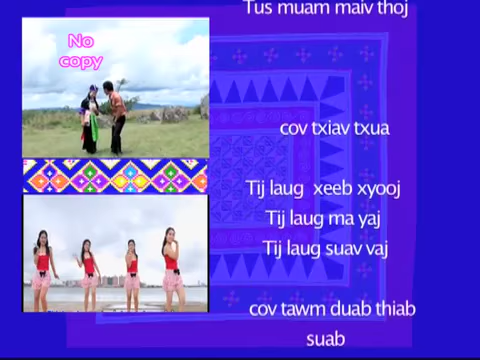 Tus muam maiv thoj
No
copy
cov txiav txua
Tij laug xeeb xyooj
Tij laug ma yaj
Tij laug suav vaj
cov tawm duab thiab
suab